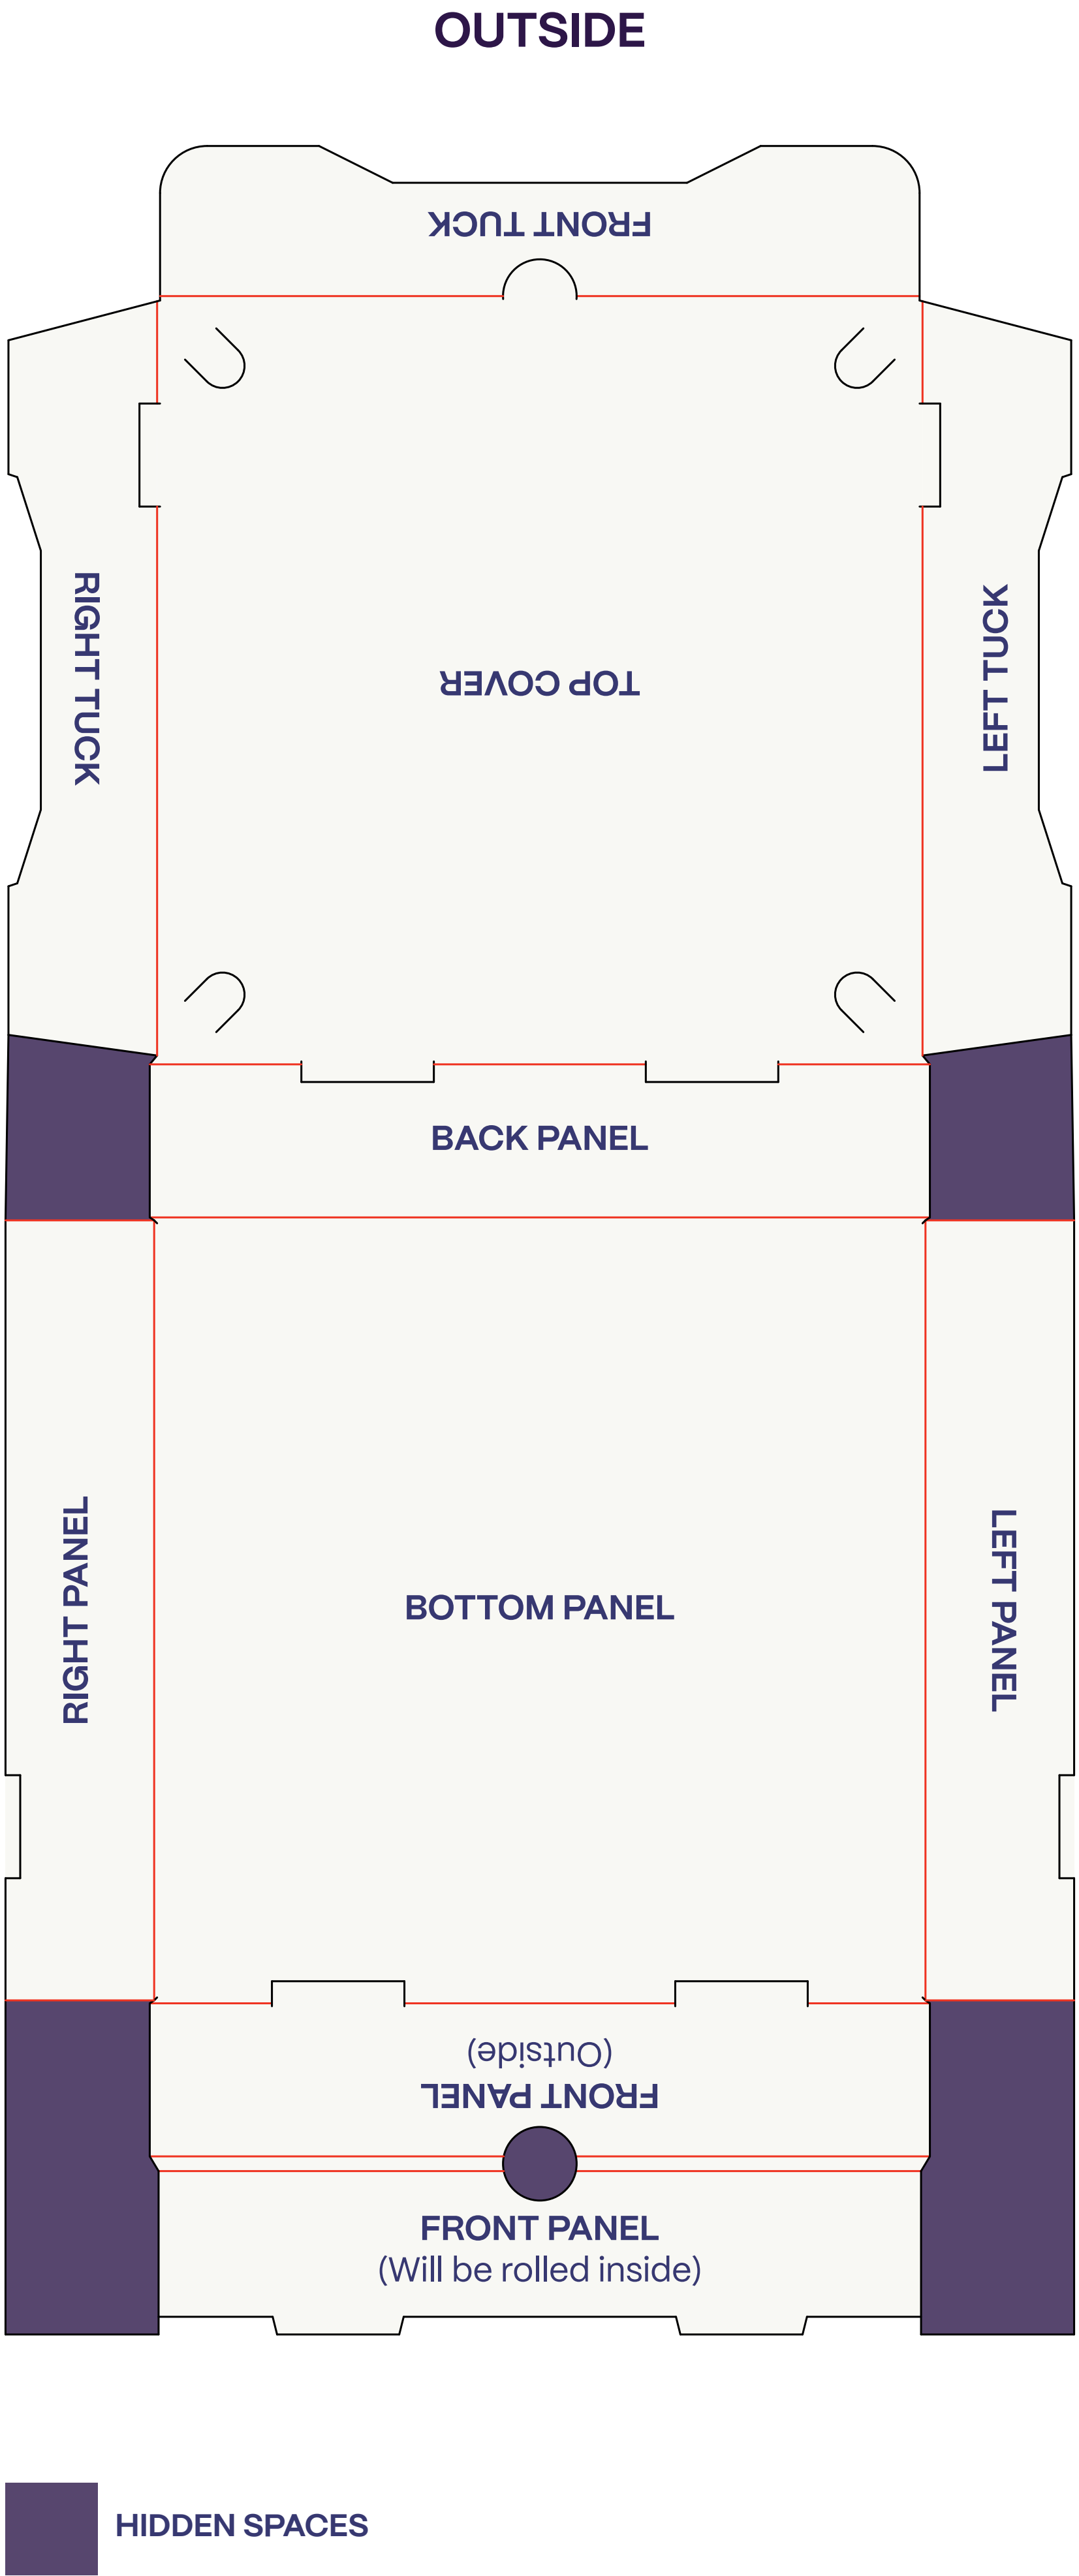 OUTSIDE
FRONT TUCK
RIGHT TUCK
LEFT TUCK
TOP COVER
BACK PANEL
RIGHT PANEL
LEFT PANEL
BOTTOM PANEL
FRONT PANEL
(Outside)
FRONT PANEL
(Will be rolled inside)
HIDDEN SPACES